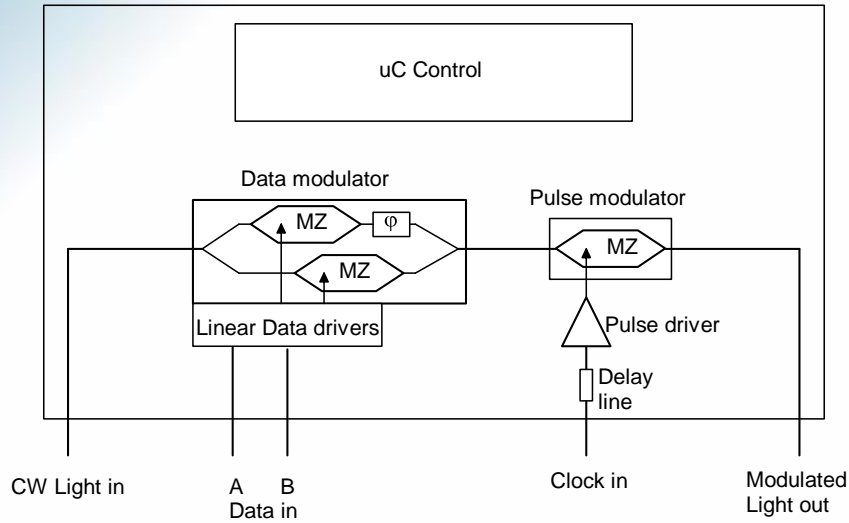 uC Control
Data modulator
Pulse modulator
MZ
φ
MZ
MZ
Linear Data drivers
Pulse driver
Delay
line
CW Light in
A B
Data in
Clock in
Modulated
Light out